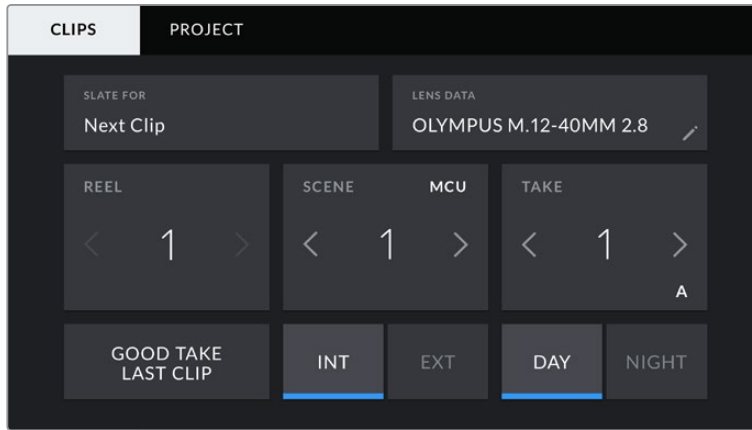 CLIPS PROJECT
SLATE FOR
Next Clip
LENS DATA
OLYMPUS M.12-40MM 2.8
REEL
1
SCENE MCU
1
TAKE
1
A
GOOD TAKE
LAST CLIP
INT EXT
DAY NIGHT